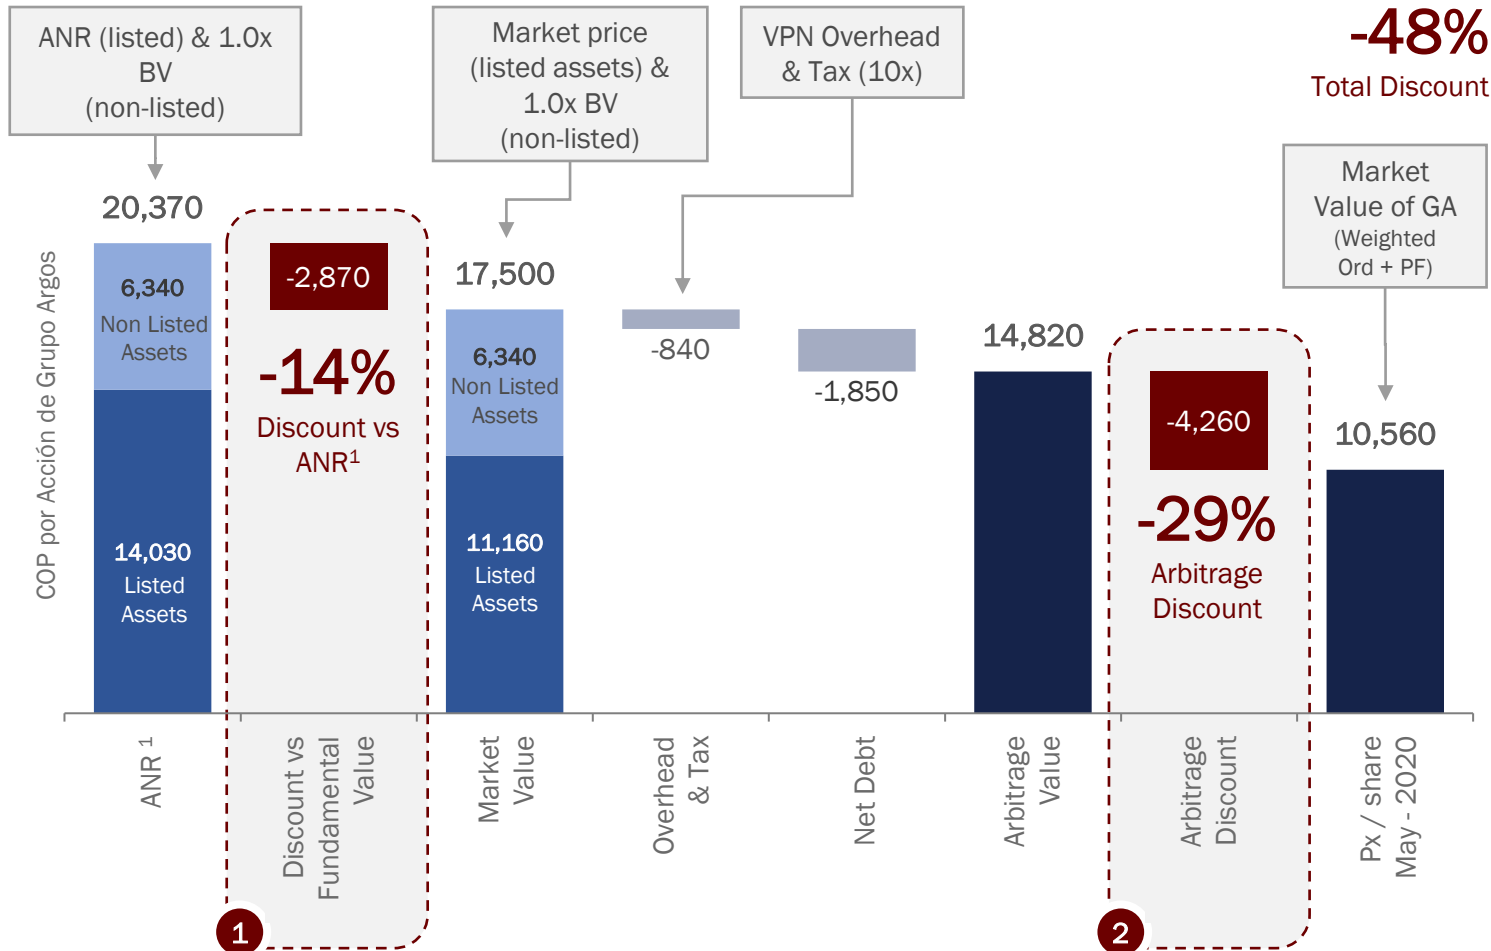 ANR (listed) & 1.0x
BV
(non-listed)
Market price
(listed assets) &
1.0x BV
(non-listed)
VPN Overhead
& Tax (10x)
-48%
Total Discount
Market
Value of GA
(Weighted
Ord + PF)
COP por Acción de Grupo Argos
20,370
6,340
Non Listed
Assets
14,030
Listed
Assets
-2,870
-14%
Discount vs
ANR¹
17,500
6,340
Non Listed
Assets
11,160
Listed
Assets
-840
-1,850
14,820
-4,260
-29%
Arbitrage
Discount
10,560
ANR ¹
Discount vs
Fundamental
Value
Market
Value
Overhead
& Tax
Net Debt
Arbitrage
Value
Arbitrage
Discount
Px / share
May - 2020
1
2